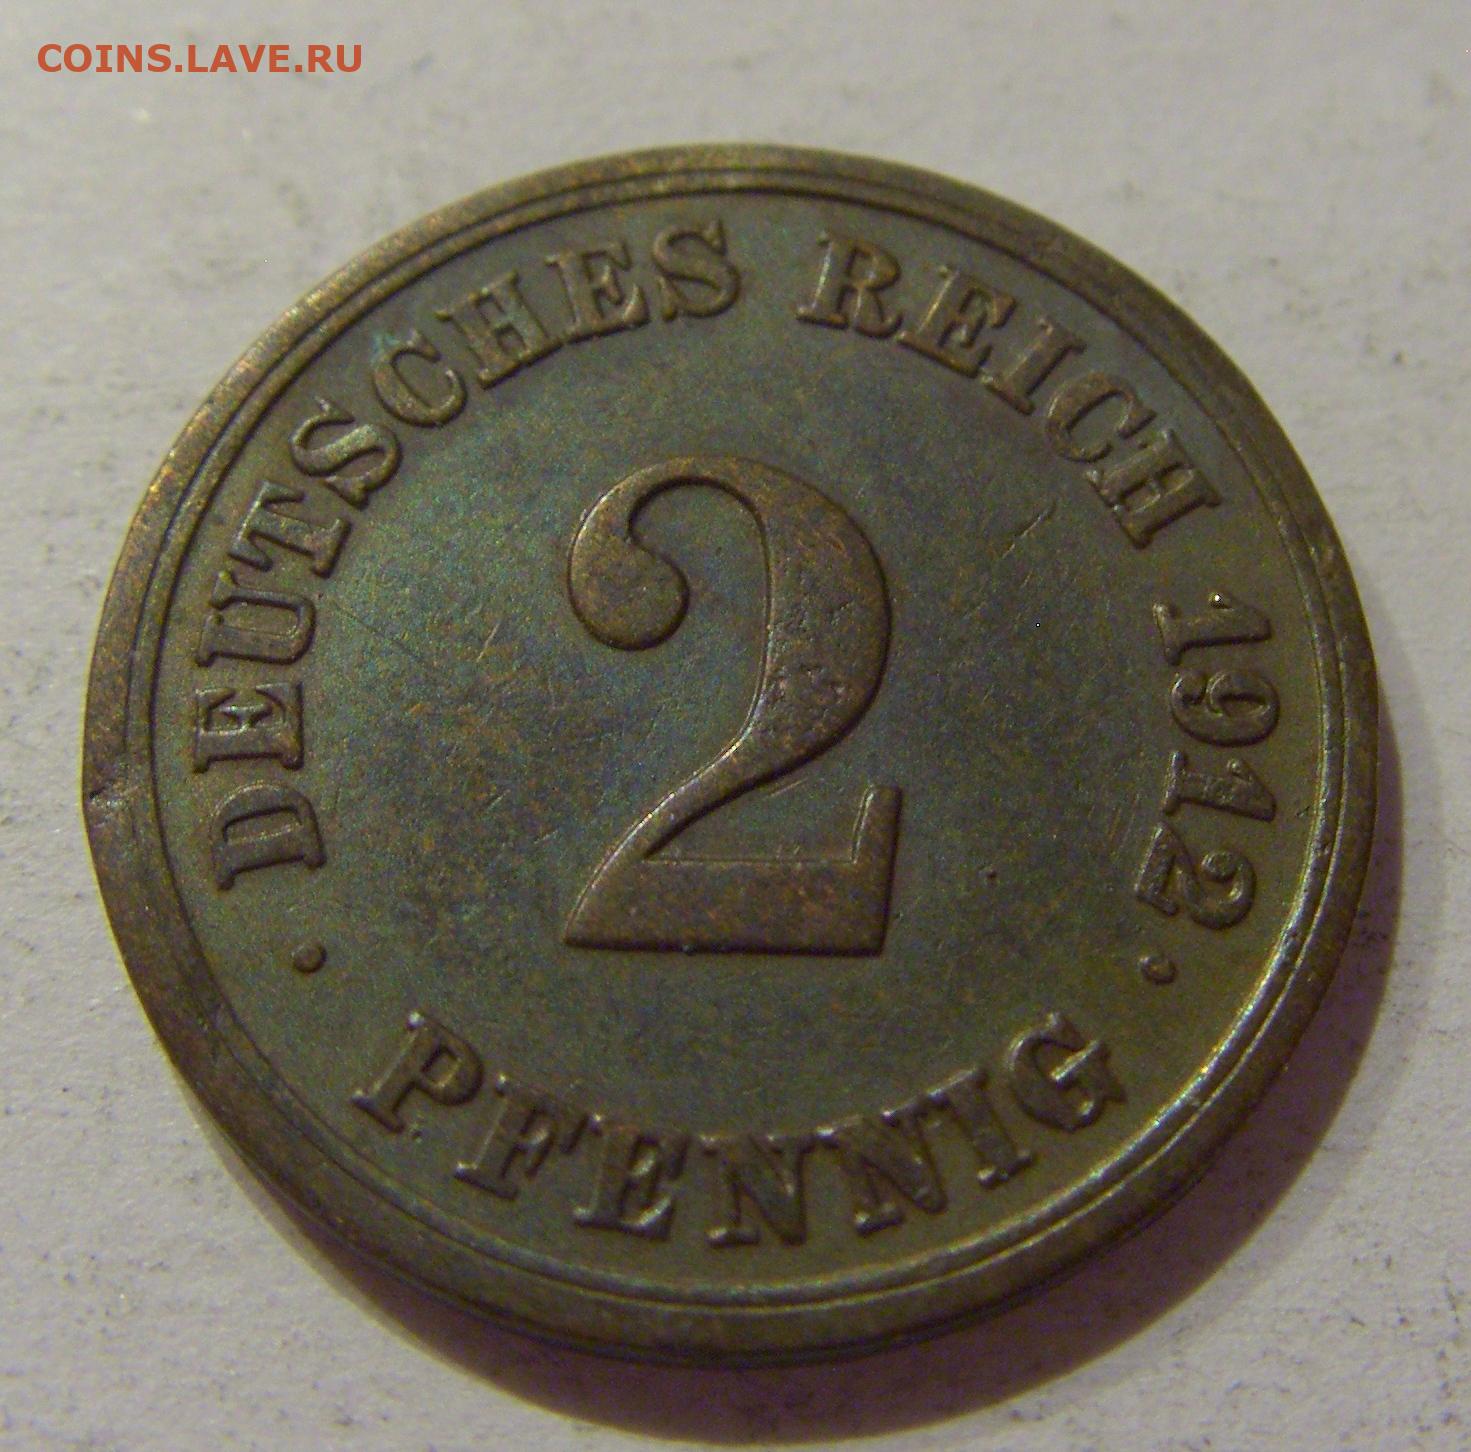 COINS.LAVE.RU
DEUTSCHES REICH 1912
2
· PFENNIG ·